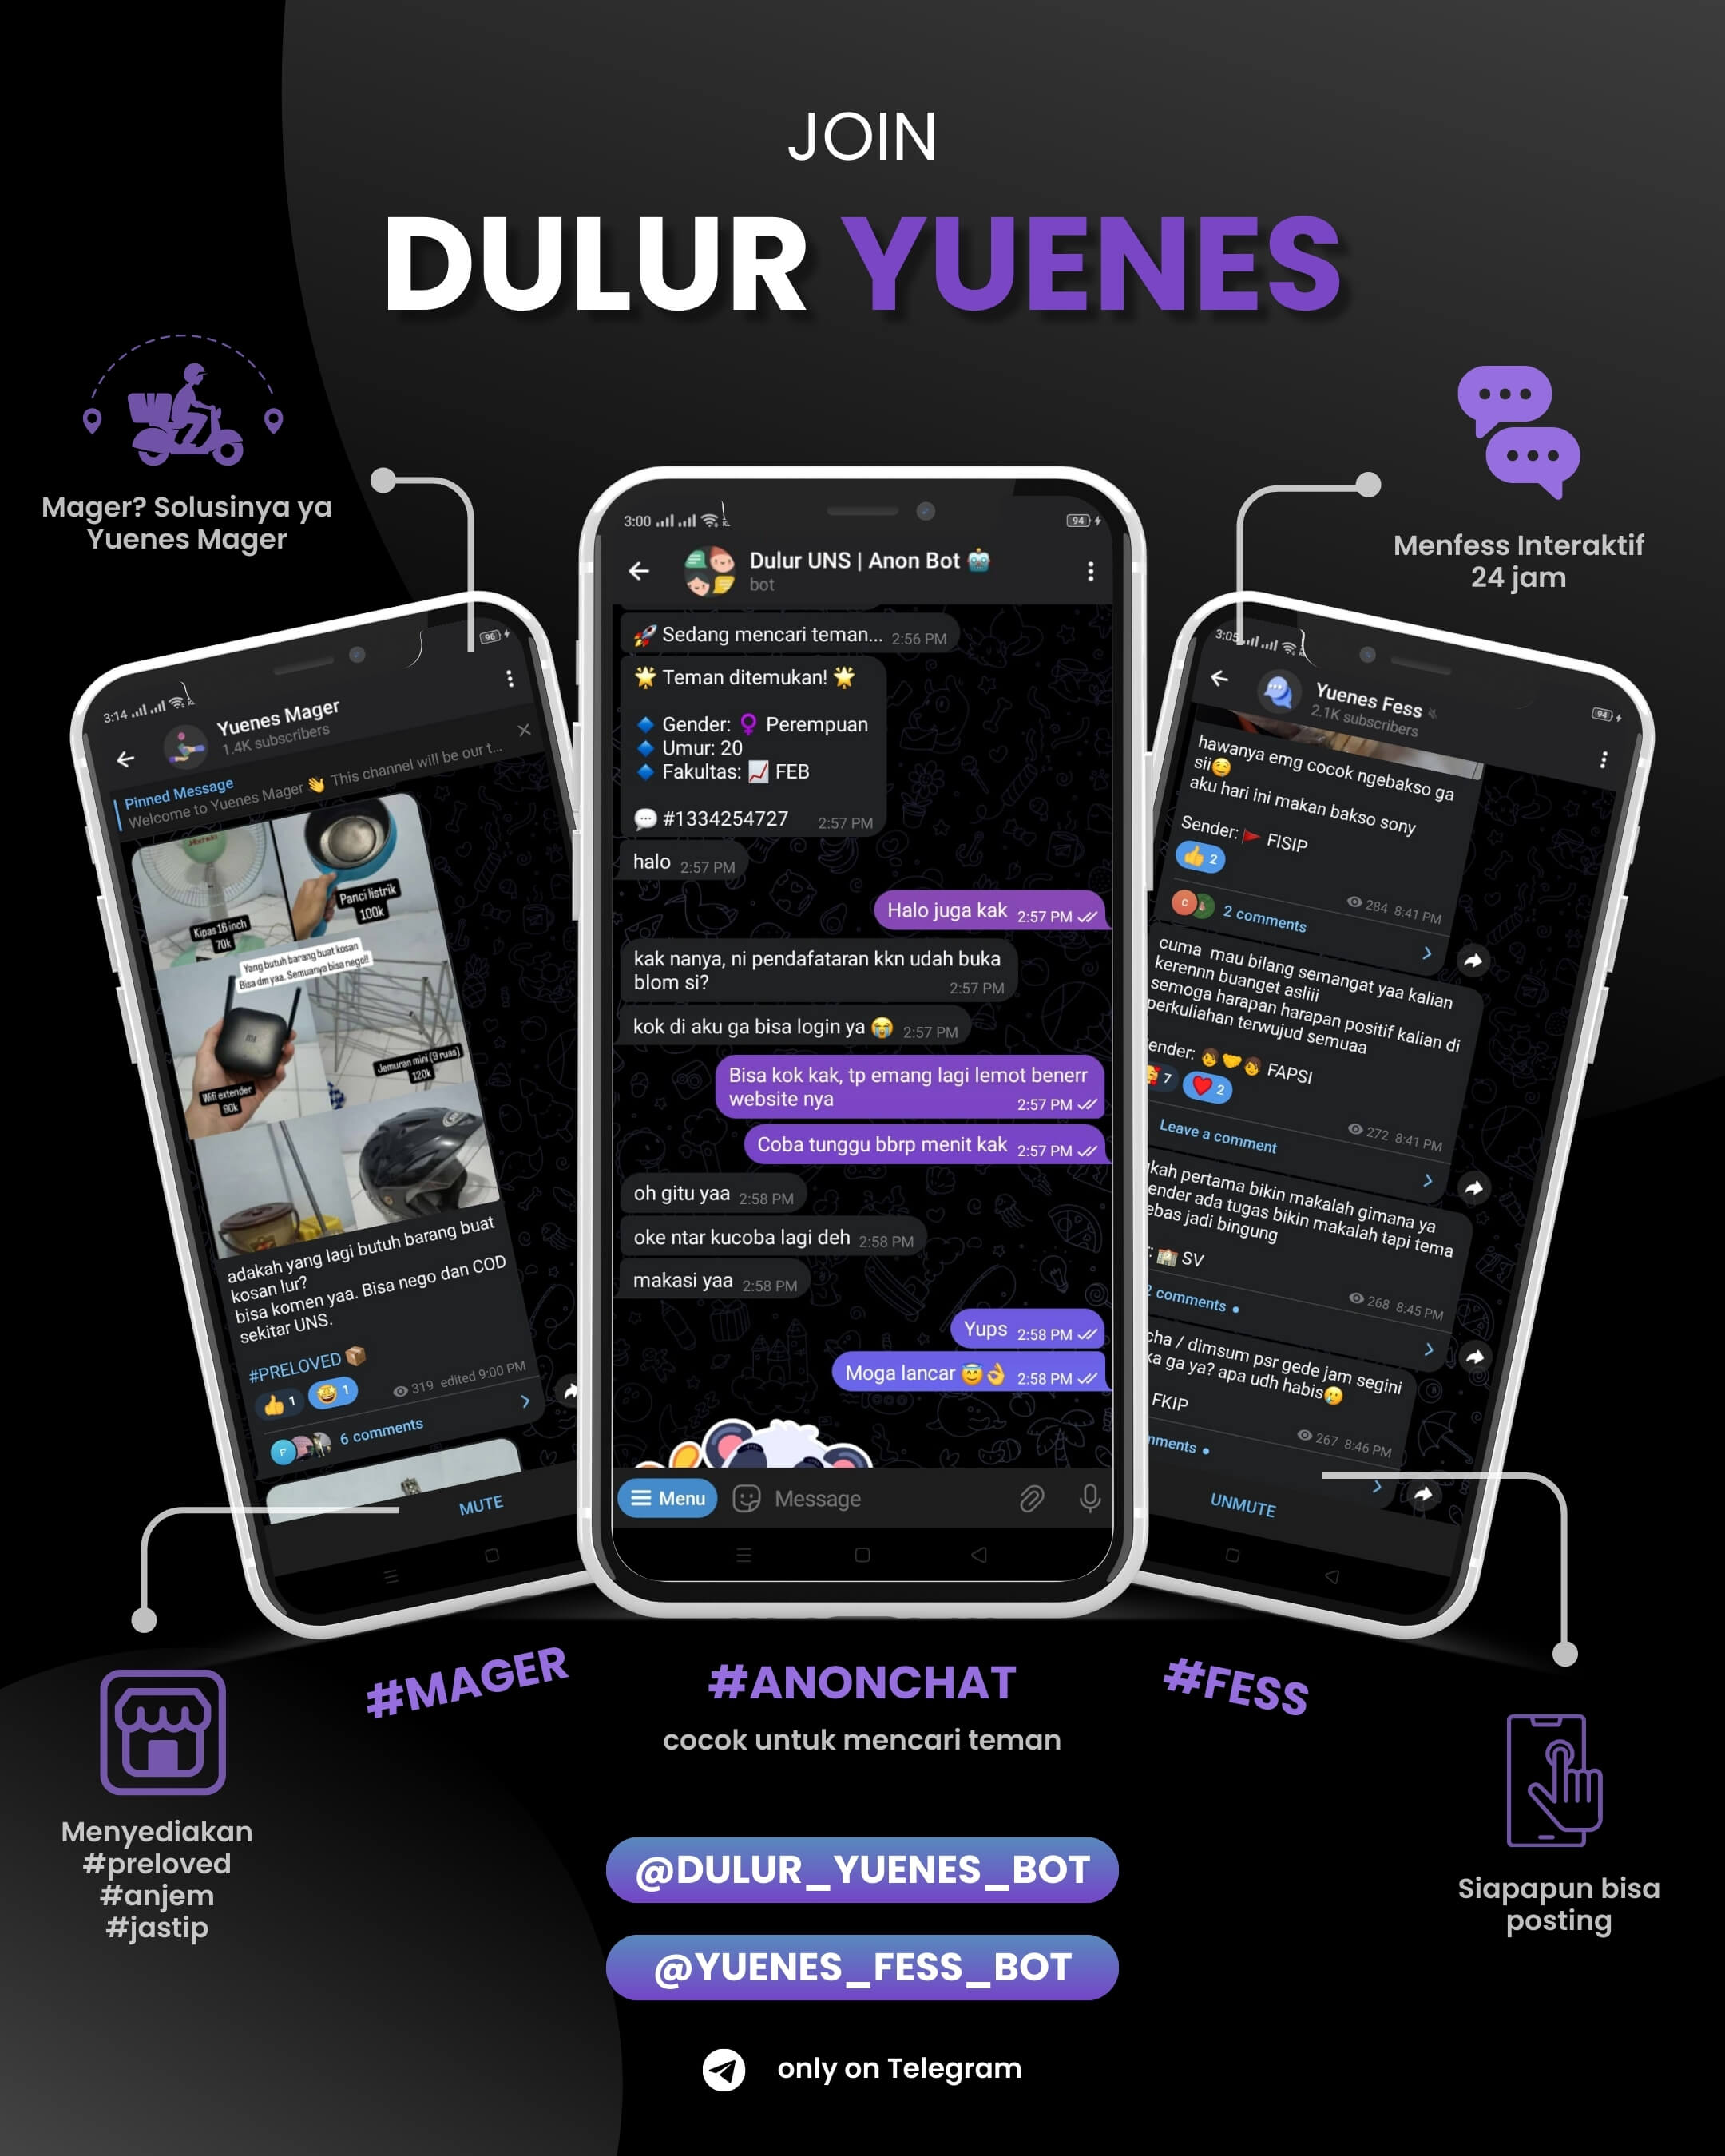 JOIN
DULUR YUENES
Mager? Solusinya ya
Yuenes Mager
Menfess Interaktif
24 jam
3:14
96
Yuenes Mager
1.4K subscribers
Pinned Message
Welcome to Yuenes Mager 👋 This channel will be our t...
Kipas 16 inch
70k
Panci listrik
100k
Yang butuh barang buat kosan
Bisa dm yaa. Semuanya bisa nego!!
Wifi extender
90k
Jemuran mini (9 ruas)
120k
adakah yang lagi butuh barang buat
kosan lur?
bisa komen yaa. Bisa nego dan COD
sekitar UNS.
#PRELOVED 📦
👍 1 🤩 1
319 edited 9:00 PM
F
6 comments
MUTE
3:00
94
Dulur UNS | Anon Bot 🤖
bot
🚀 Sedang mencari teman... 2:56 PM
🌟 Teman ditemukan! 🌟
🔹 Gender: ♀ Perempuan
🔹 Umur: 20
🔹 Fakultas: 📈 FEB
💬 #1334254727 2:57 PM
halo 2:57 PM
Halo juga kak 2:57 PM
kak nanya, ni pendafataran kkn udah buka
blom si? 2:57 PM
kok di aku ga bisa login ya 😭 2:57 PM
Bisa kok kak, tp emang lagi lemot benerr
website nya 2:57 PM
Coba tunggu bbrp menit kak 2:57 PM
oh gitu yaa 2:58 PM
oke ntar kucoba lagi deh 2:58 PM
makasi yaa 2:58 PM
Yups 2:58 PM
Moga lancar 😇👌 2:58 PM
Menu
Message
3:05
94
Yuenes Fess
2.1K subscribers
hawanya emg cocok ngebakso ga
sii
aku hari ini makan bakso sony
Sender: 🚩 FISIP
👍 2
284 8:41 PM
C
2 comments
cuma mau bilang semangat yaa kalian
kerennn buanget asliii
semoga harapan harapan positif kalian di
perkuliahan terwujud semuaa
ender: FAPSI
7 ❤ 2
272 8:41 PM
Leave a comment
kah pertama bikin makalah gimana ya
ender ada tugas bikin makalah tapi tema
ebas jadi bingung
: 🏫 SV
268 8:45 PM
2 comments
cha / dimsum psr gede jam segini
ka ga ya? apa udh habis🥲
FKIP
267 8:46 PM
nments
UNMUTE
#MAGER
#ANONCHAT
#FESS
cocok untuk mencari teman
Menyediakan
#preloved
#anjem
#jastip
Siapapun bisa
posting
@DULUR_YUENES_BOT
@YUENES_FESS_BOT
only on Telegram